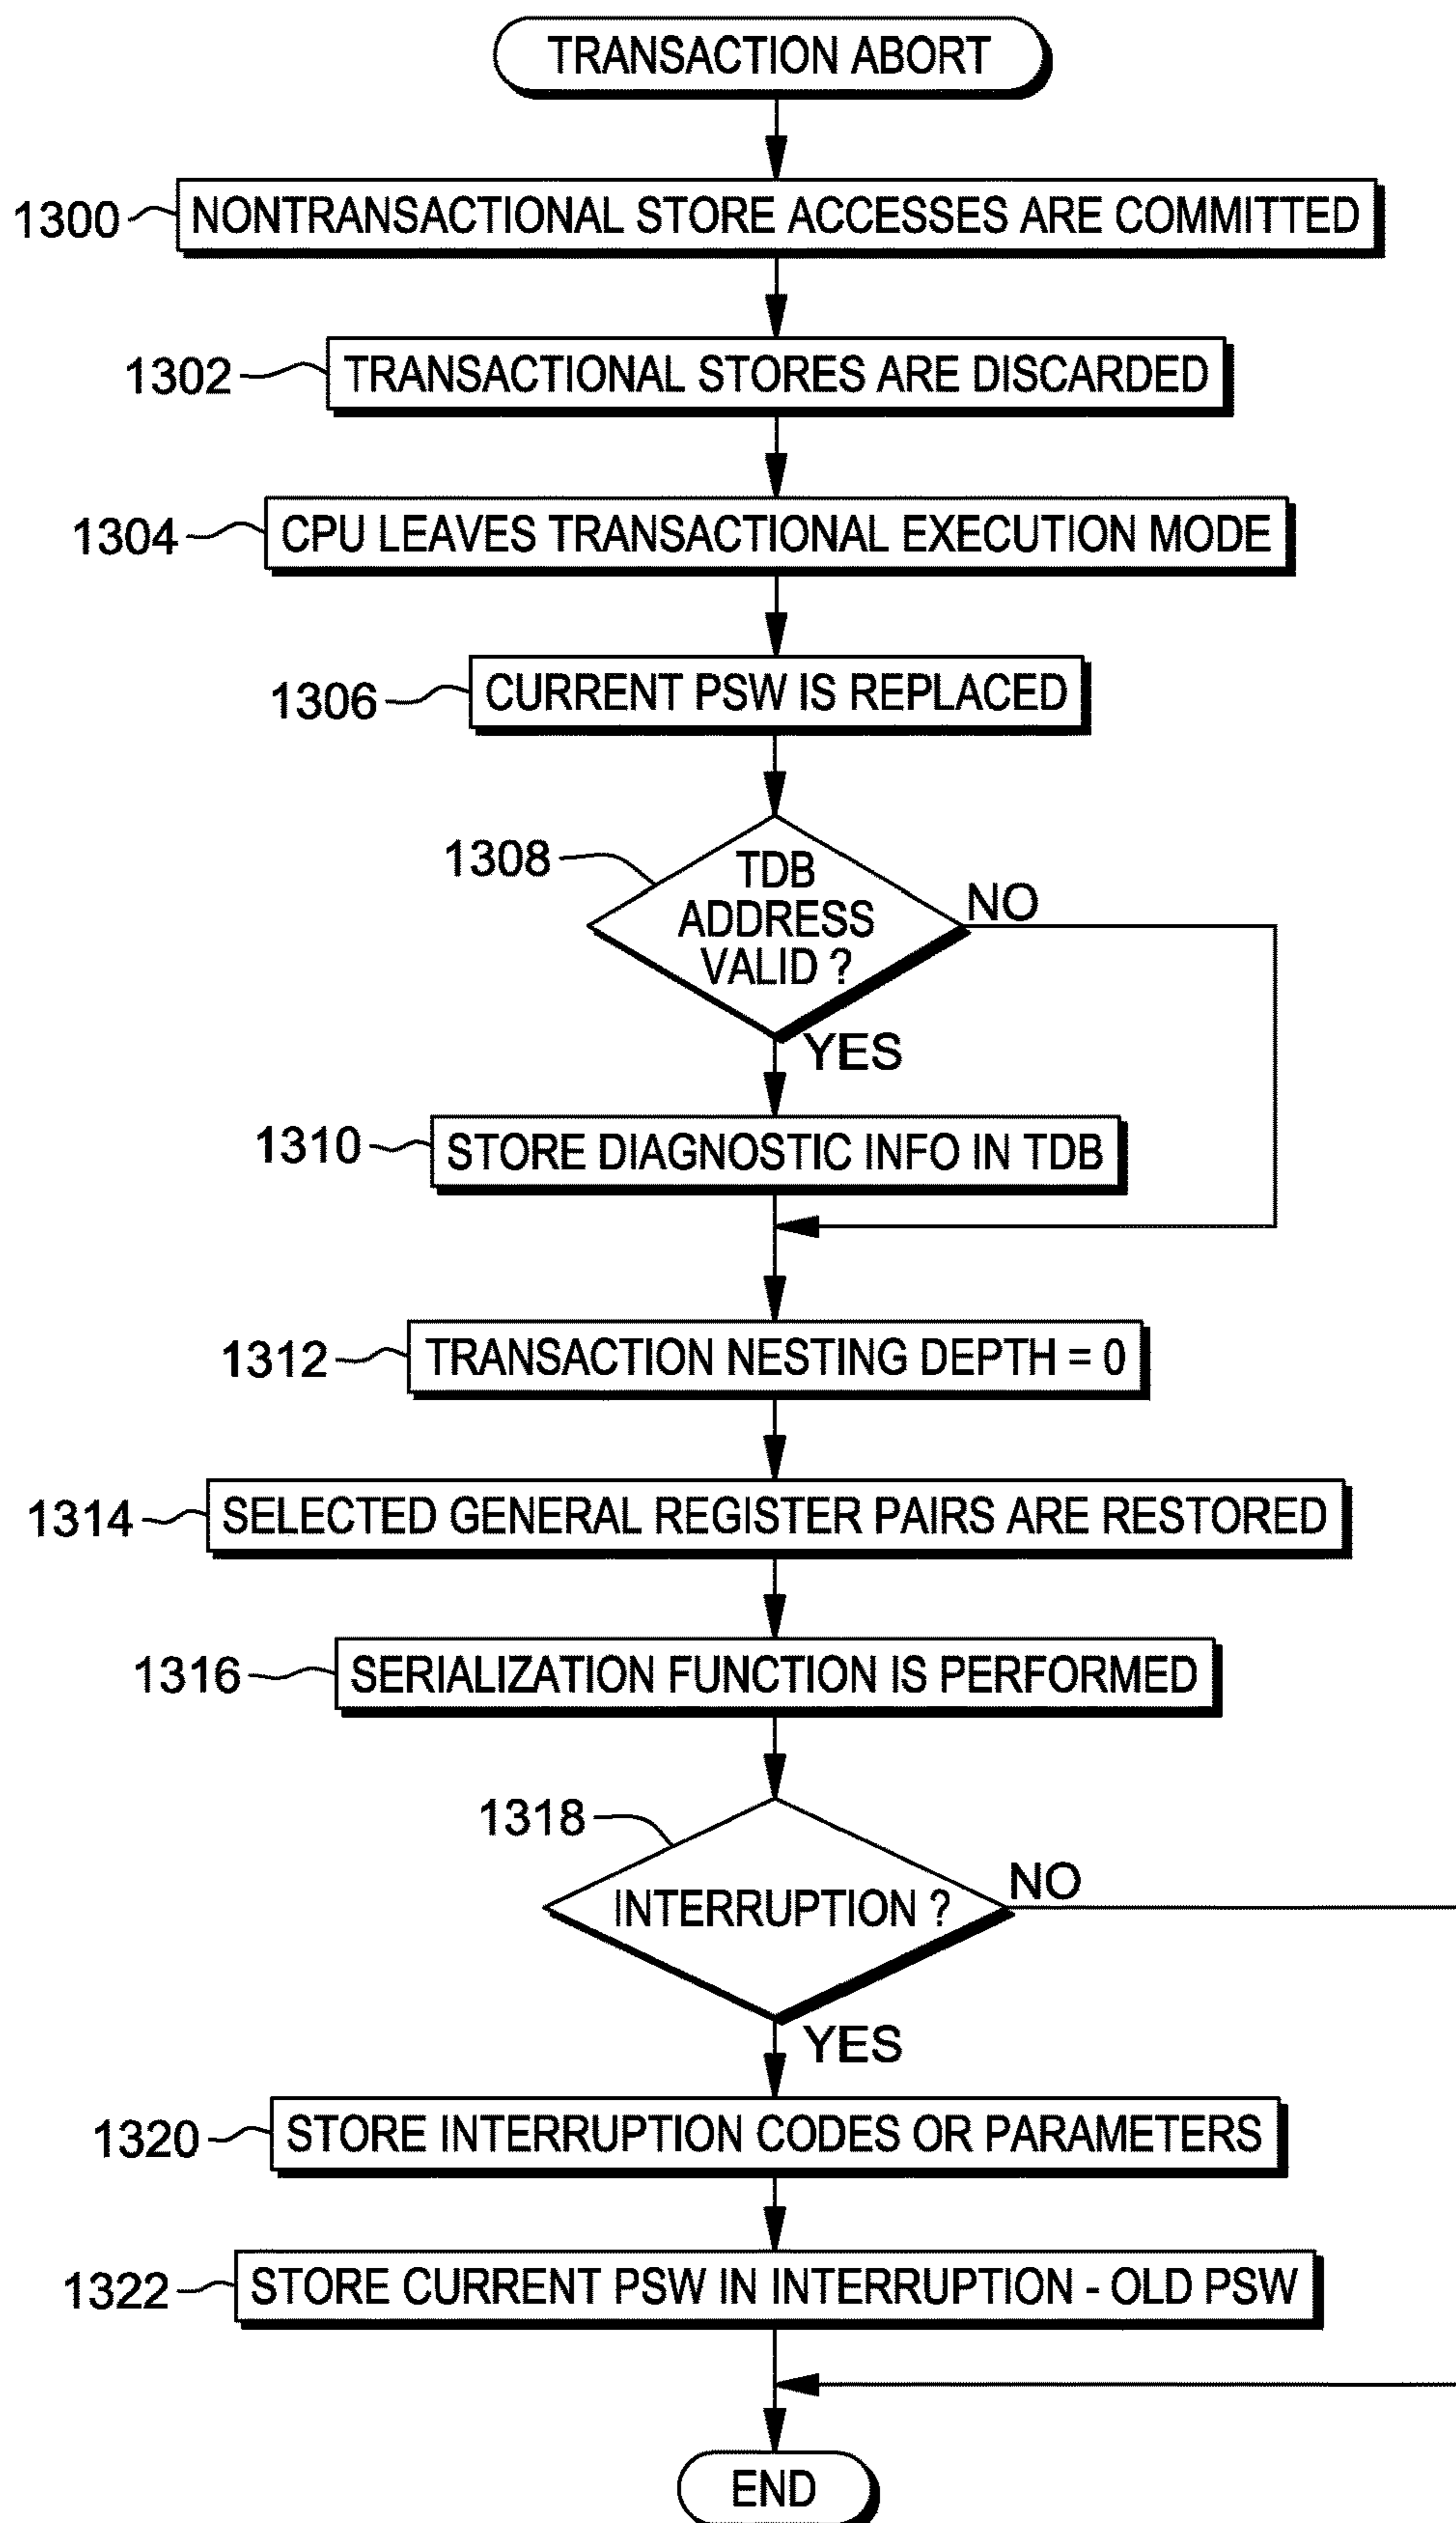 TRANSACTION ABORT
1300
NONTRANSACTIONAL STORE ACCESSES ARE COMMITTED
1302
TRANSACTIONAL STORES ARE DISCARDED
1304
CPU LEAVES TRANSACTIONAL EXECUTION MODE
1306
CURRENT PSW IS REPLACED
1308
TDB
ADDRESS
VALID ?
NO
YES
1310
STORE DIAGNOSTIC INFO IN TDB
1312
TRANSACTION NESTING DEPTH = 0
1314
SELECTED GENERAL REGISTER PAIRS ARE RESTORED
1316
SERIALIZATION FUNCTION IS PERFORMED
1318
INTERRUPTION ?
NO
YES
1320
STORE INTERRUPTION CODES OR PARAMETERS
1322
STORE CURRENT PSW IN INTERRUPTION - OLD PSW
END